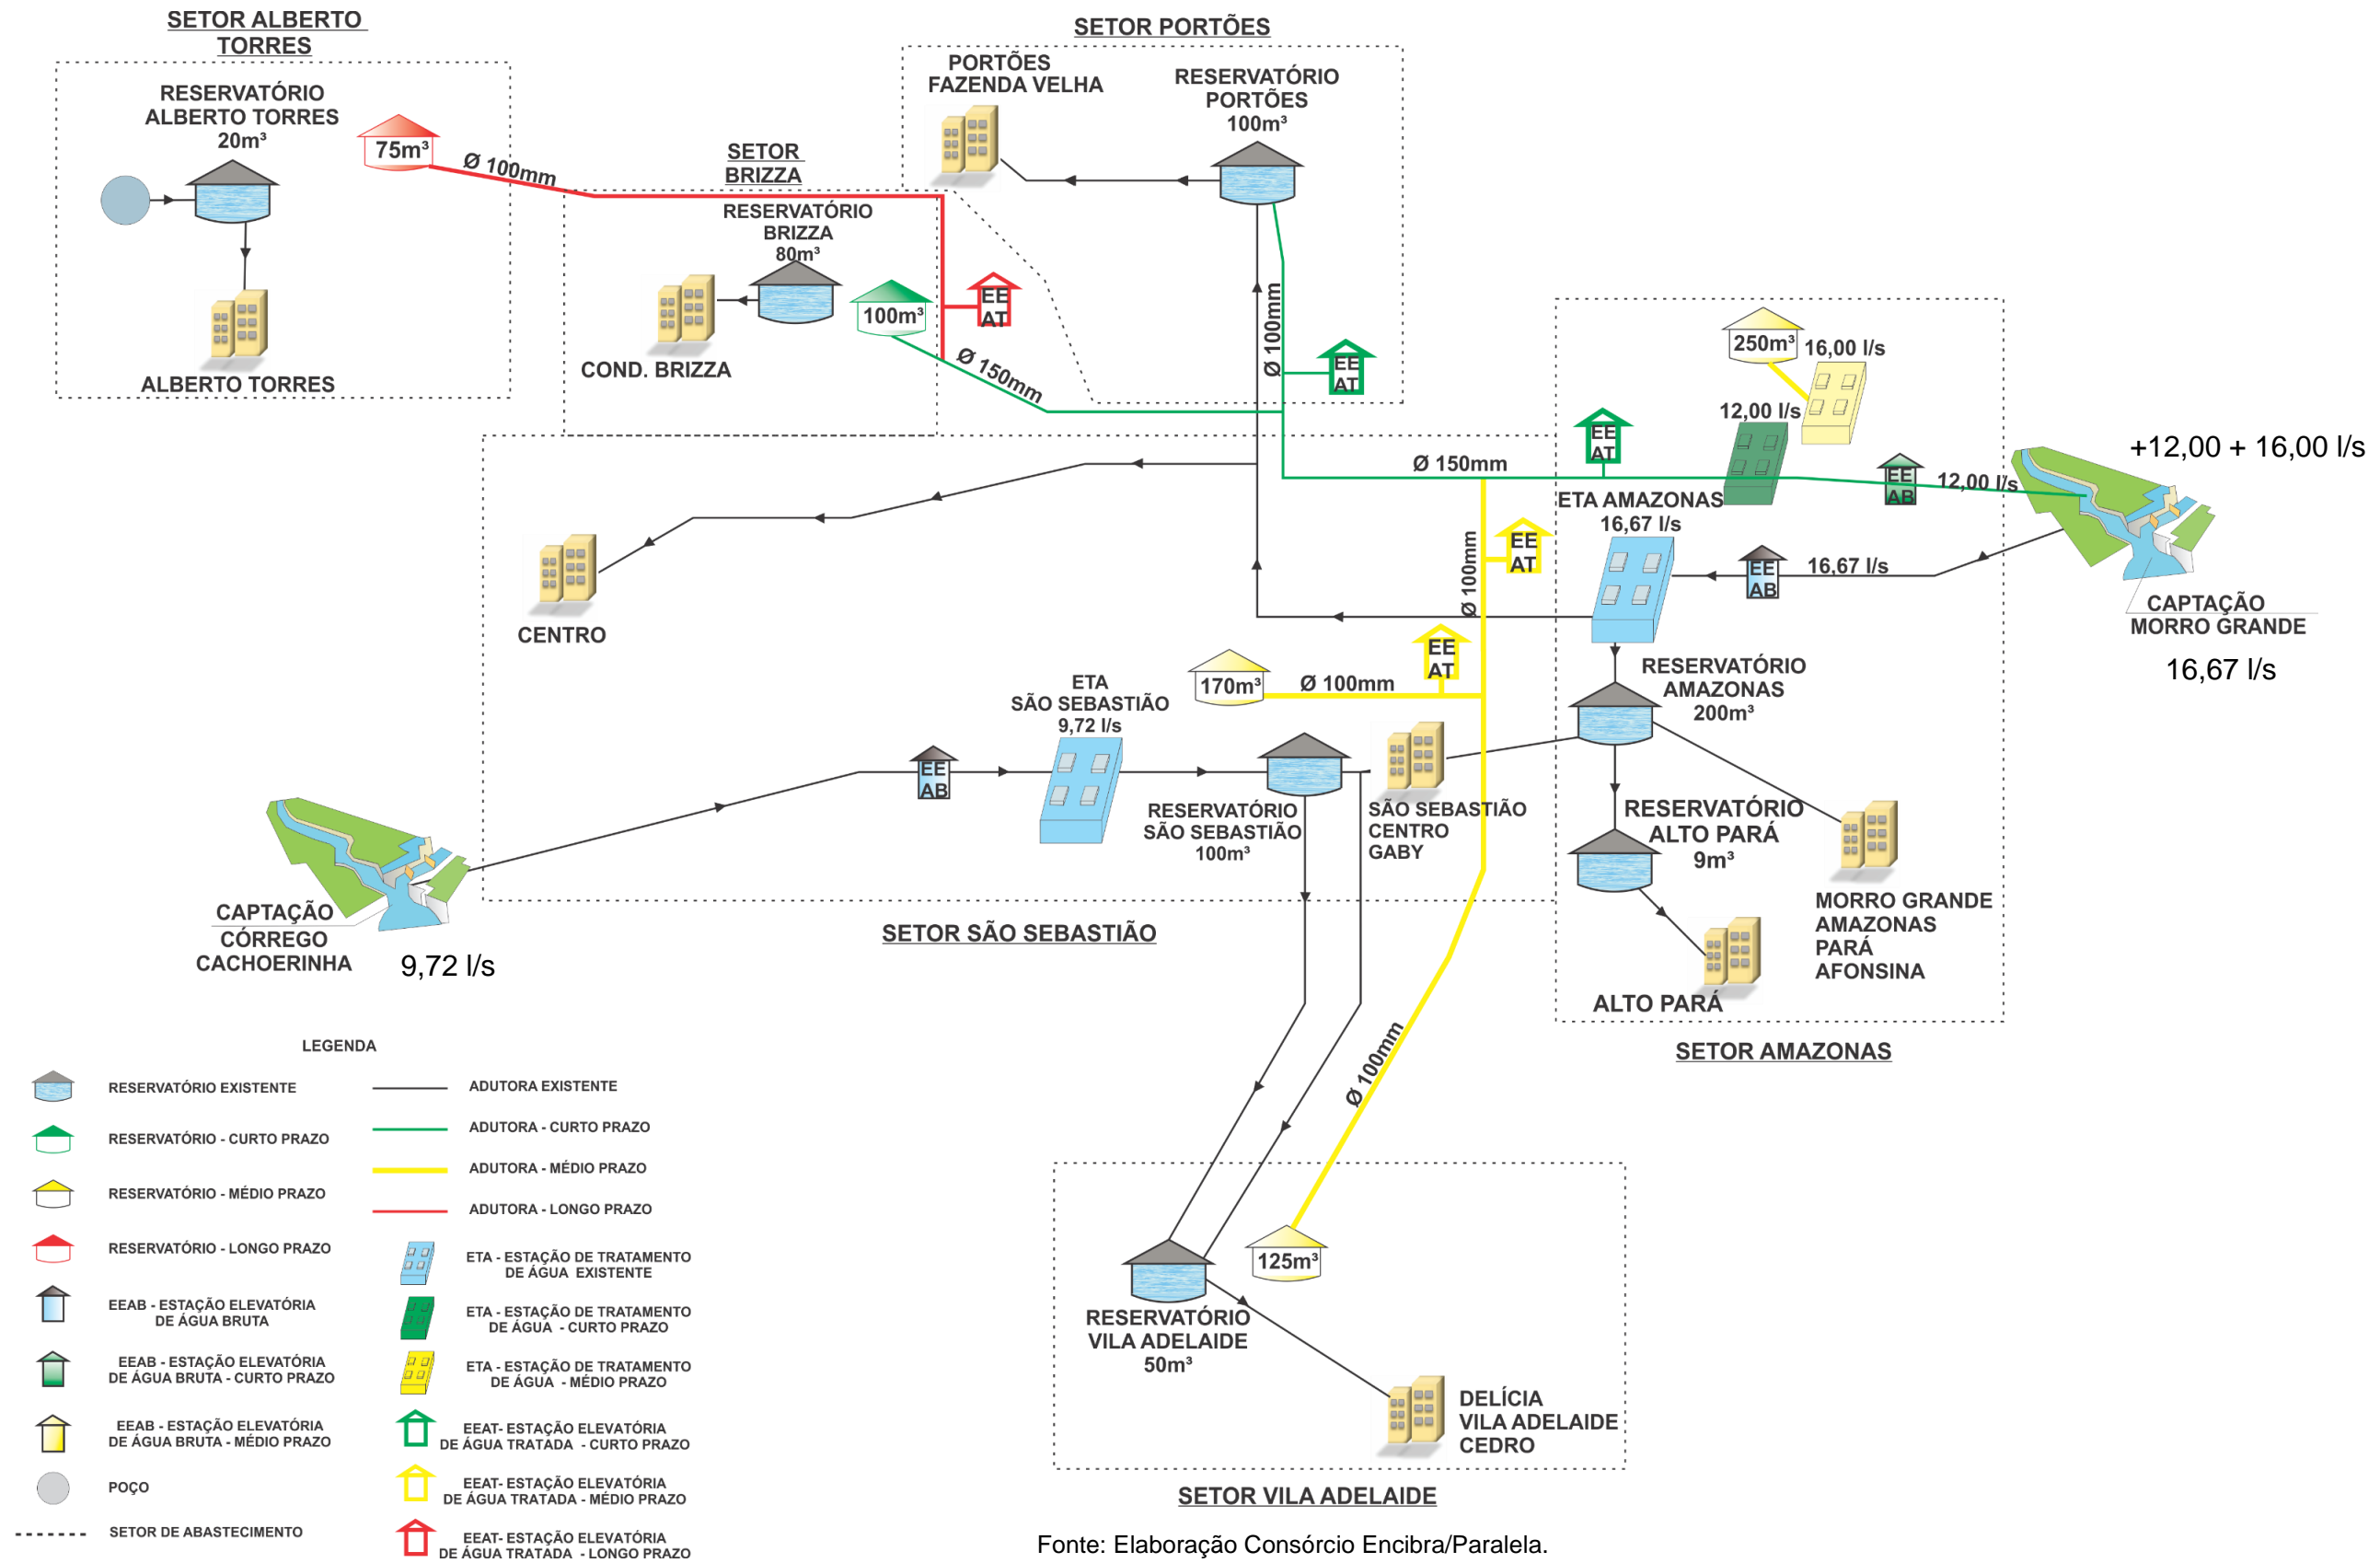 SETOR ALBERTO
TORRES
RESERVATÓRIO
ALBERTO TORRES
20m³
75m³
Ø 100mm
ALBERTO TORRES
SETOR
BRIZZA
RESERVATÓRIO
BRIZZA
80m³
100m³
EE
AT
COND. BRIZZA
Ø 150mm
SETOR PORTÕES
PORTÕES
FAZENDA VELHA
RESERVATÓRIO
PORTÕES
100m³
Ø 100mm
EE
AT
250m³
16,00 l/s
12,00 l/s
EE
AT
Ø 150mm
EE
AB
12,00 l/s
+12,00 + 16,00 l/s
ETA AMAZONAS
16,67 l/s
EE
AB
16,67 l/s
CAPTAÇÃO
MORRO GRANDE
16,67 l/s
CENTRO
Ø 100mm
EE
AT
EE
AT
170m³
Ø 100mm
ETA
SÃO SEBASTIÃO
9,72 l/s
EE
AB
RESERVATÓRIO
SÃO SEBASTIÃO
100m³
SÃO SEBASTIÃO
CENTRO
GABY
RESERVATÓRIO
AMAZONAS
200m³
RESERVATÓRIO
ALTO PARÁ
9m³
MORRO GRANDE
AMAZONAS
PARÁ
AFONSINA
ALTO PARÁ
SETOR AMAZONAS
CAPTAÇÃO
CÓRREGO
CACHOERINHA
9,72 l/s
SETOR SÃO SEBASTIÃO
Ø 100mm
125m³
RESERVATÓRIO
VILA ADELAIDE
50m³
DELÍCIA
VILA ADELAIDE
CEDRO
SETOR VILA ADELAIDE
LEGENDA
RESERVATÓRIO EXISTENTE
RESERVATÓRIO - CURTO PRAZO
RESERVATÓRIO - MÉDIO PRAZO
RESERVATÓRIO - LONGO PRAZO
EEAB - ESTAÇÃO ELEVATÓRIA
DE ÁGUA BRUTA
EEAB - ESTAÇÃO ELEVATÓRIA
DE ÁGUA BRUTA - CURTO PRAZO
EEAB - ESTAÇÃO ELEVATÓRIA
DE ÁGUA BRUTA - MÉDIO PRAZO
POÇO
SETOR DE ABASTECIMENTO
ADUTORA EXISTENTE
ADUTORA - CURTO PRAZO
ADUTORA - MÉDIO PRAZO
ADUTORA - LONGO PRAZO
ETA - ESTAÇÃO DE TRATAMENTO
DE ÁGUA EXISTENTE
ETA - ESTAÇÃO DE TRATAMENTO
DE ÁGUA - CURTO PRAZO
ETA - ESTAÇÃO DE TRATAMENTO
DE ÁGUA - MÉDIO PRAZO
EEAT- ESTAÇÃO ELEVATÓRIA
DE ÁGUA TRATADA - CURTO PRAZO
EEAT- ESTAÇÃO ELEVATÓRIA
DE ÁGUA TRATADA - MÉDIO PRAZO
EEAT- ESTAÇÃO ELEVATÓRIA
DE ÁGUA TRATADA - LONGO PRAZO
Fonte: Elaboração Consórcio Encibra/Paralela.